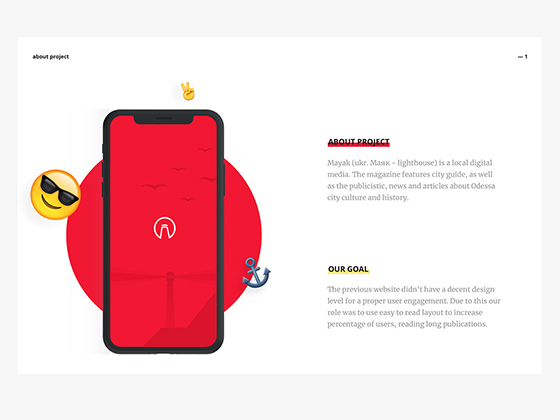 about project
— 1
ABOUT PROJECT
Mayak (ukr. Маяк - lighthouse) is a local digital
media. The magazine features city guide, as well
as the publicistic, news and articles about Odessa
city culture and history.
OUR GOAL
The previous website didn't have a decent design
level for a proper user engagement. Due to this our
role was to use easy to read layout to increase
percentage of users, reading long publications.